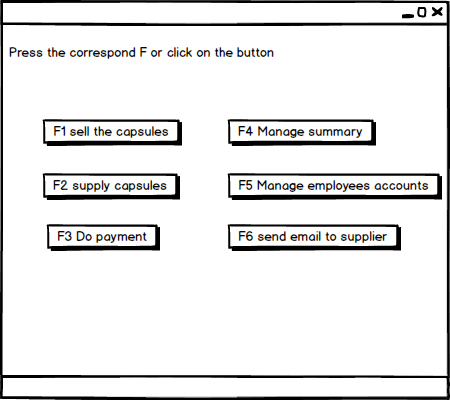 Press the correspond F or click on the button
F1 sell the capsules
F4 Manage summary
F2 supply capsules
F5 Manage employees accounts
F3 Do payment
F6 send email to supplier